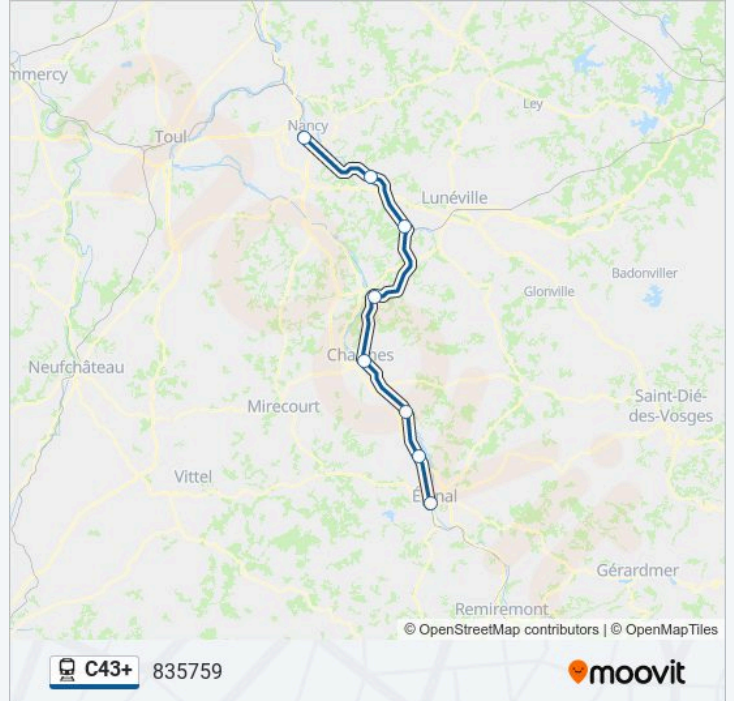 mmercy
Ley
Nancy
Toul
Lunéville
Badonviller
Glonville
Neufchâteau
Mirecourt
Saint-Dié-
des-Vosges
Vittel
Gérardmer
Remiremont
© OpenStreetMap contributors | © OpenMapTiles
C43+ 835759 moovit